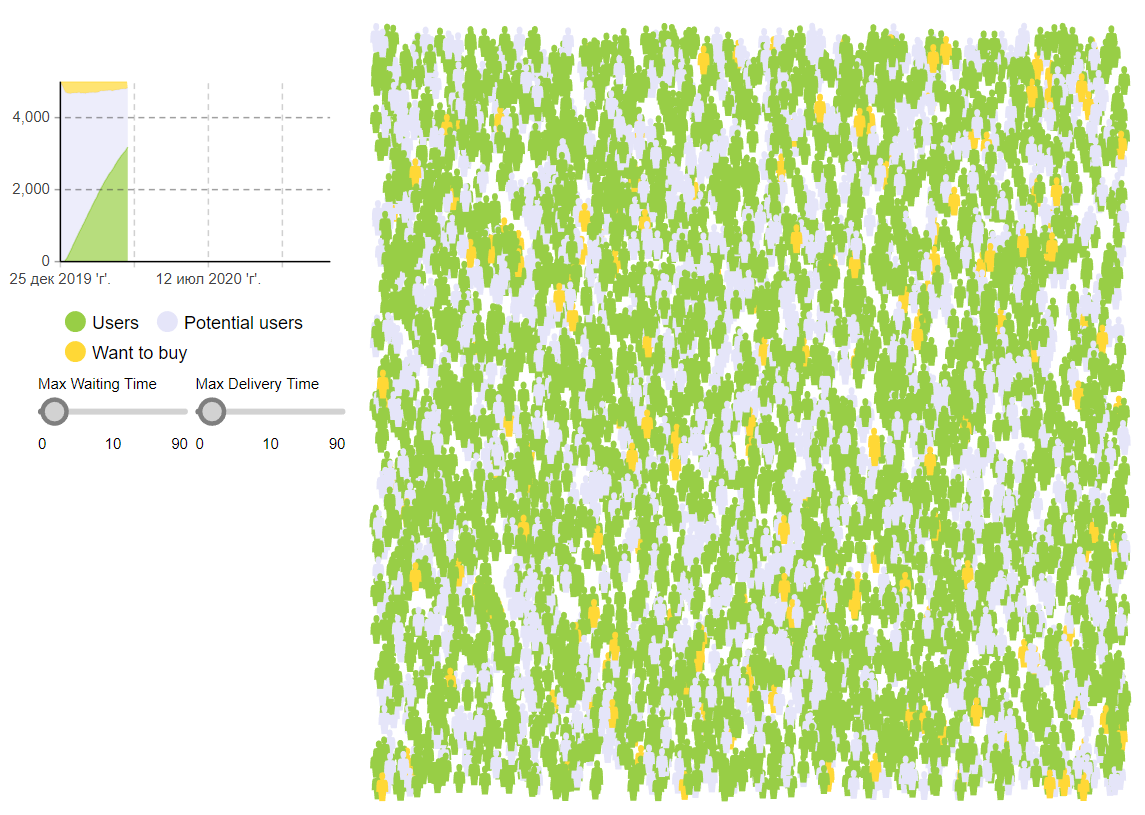 4,000
2,000
0
25 дек 2019 'г'. 12 июл 2020 'г'.
Users Potential users
Want to buy
Max Waiting Time Max Delivery Time
0 10 90 0 10 90